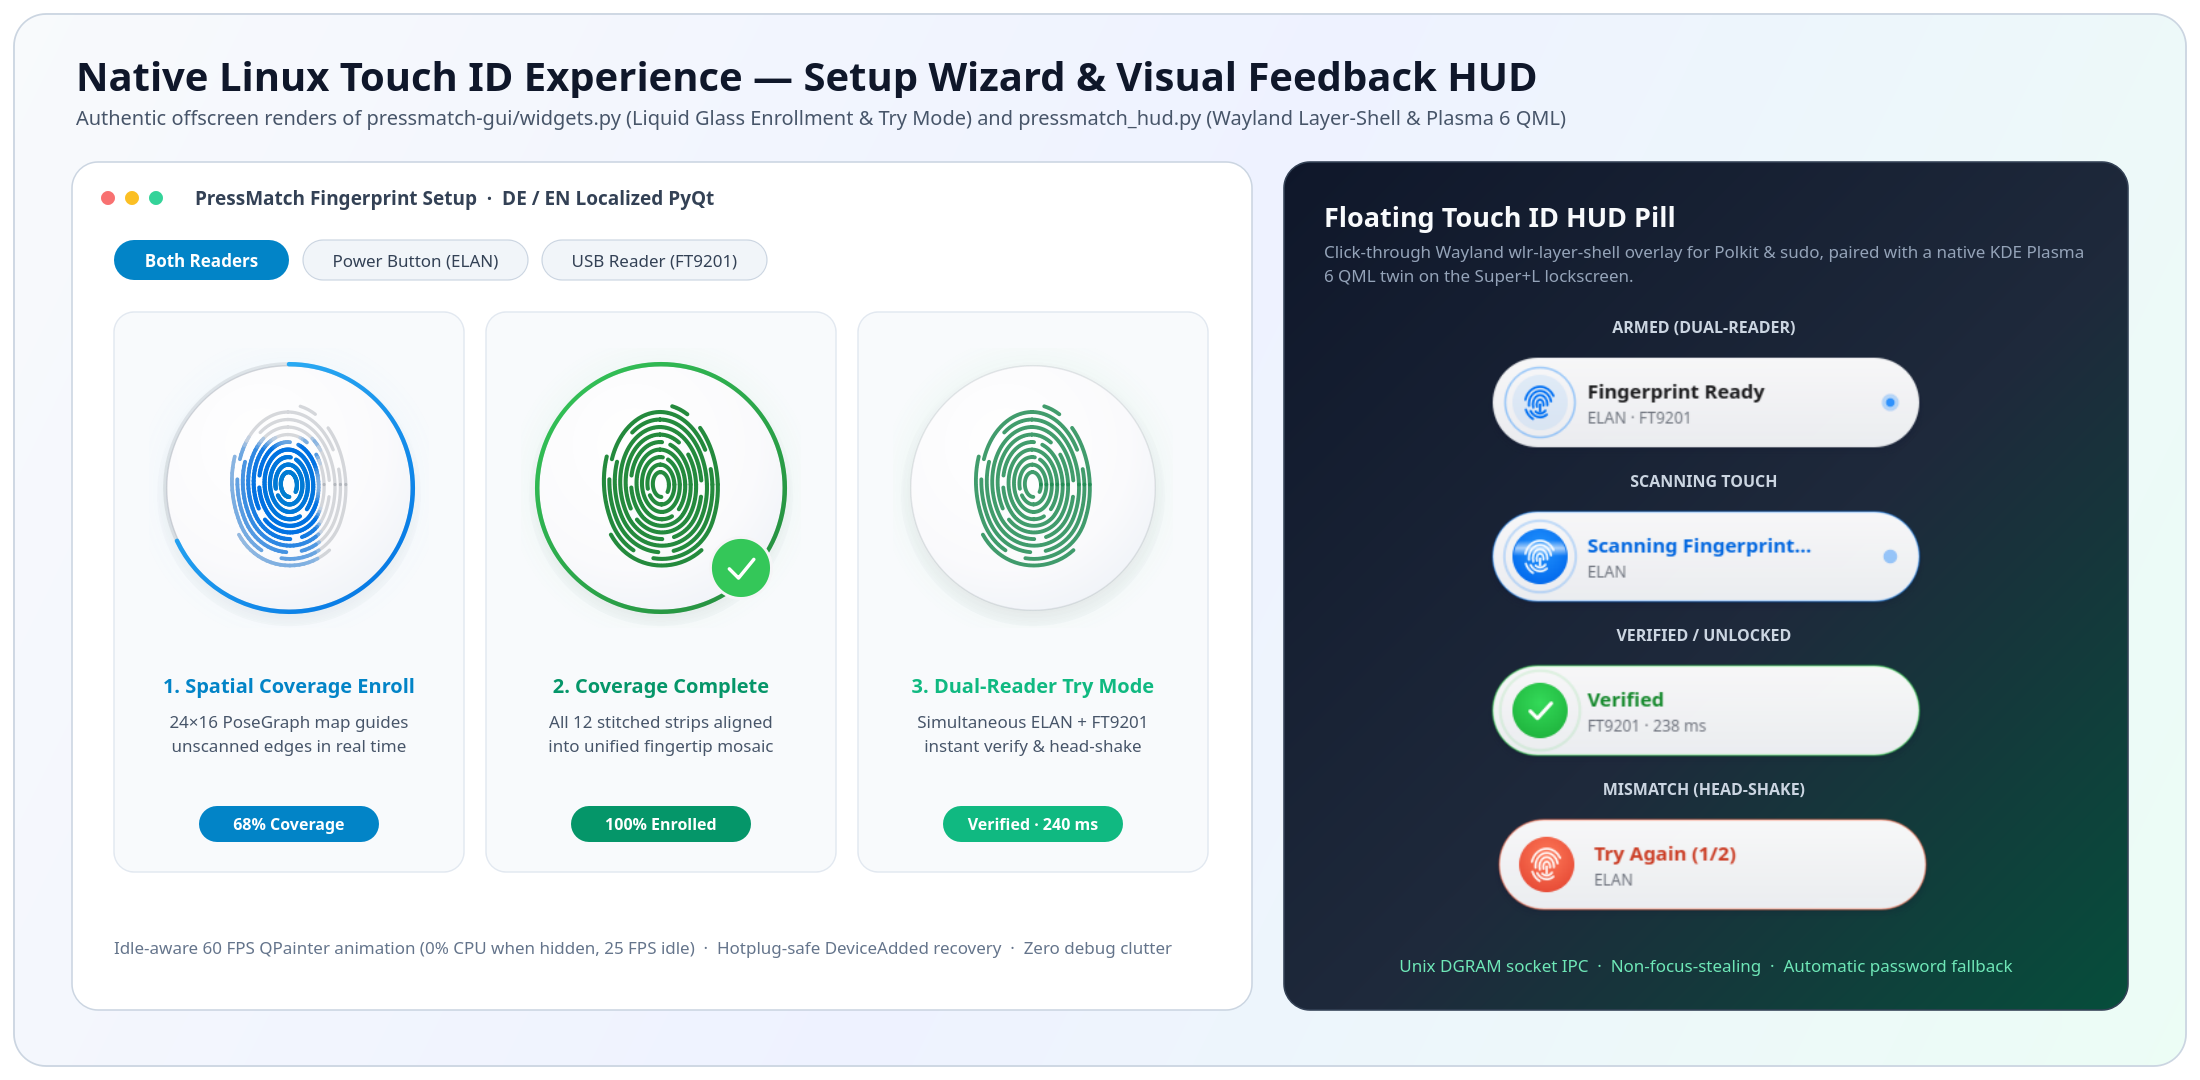 Native Linux Touch ID Experience — Setup Wizard & Visual Feedback HUD
Authentic offscreen renders of pressmatch-gui/widgets.py (Liquid Glass Enrollment & Try Mode) and pressmatch_hud.py (Wayland Layer-Shell & Plasma 6 QML)
PressMatch Fingerprint Setup · DE / EN Localized PyQt
Both Readers
Power Button (ELAN)
USB Reader (FT9201)
1. Spatial Coverage Enroll
24×16 PoseGraph map guides
unscanned edges in real time
68% Coverage
2. Coverage Complete
All 12 stitched strips aligned
into unified fingertip mosaic
100% Enrolled
3. Dual-Reader Try Mode
Simultaneous ELAN + FT9201
instant verify & head-shake
Verified · 240 ms
Idle-aware 60 FPS QPainter animation (0% CPU when hidden, 25 FPS idle) · Hotplug-safe DeviceAdded recovery · Zero debug clutter
Floating Touch ID HUD Pill
Click-through Wayland wlr-layer-shell overlay for Polkit & sudo, paired with a native KDE Plasma
6 QML twin on the Super+L lockscreen.
ARMED (DUAL-READER)
Fingerprint Ready
ELAN · FT9201
SCANNING TOUCH
Scanning Fingerprint...
ELAN
VERIFIED / UNLOCKED
Verified
FT9201 · 238 ms
MISMATCH (HEAD-SHAKE)
Try Again (1/2)
ELAN
Unix DGRAM socket IPC · Non-focus-stealing · Automatic password fallback